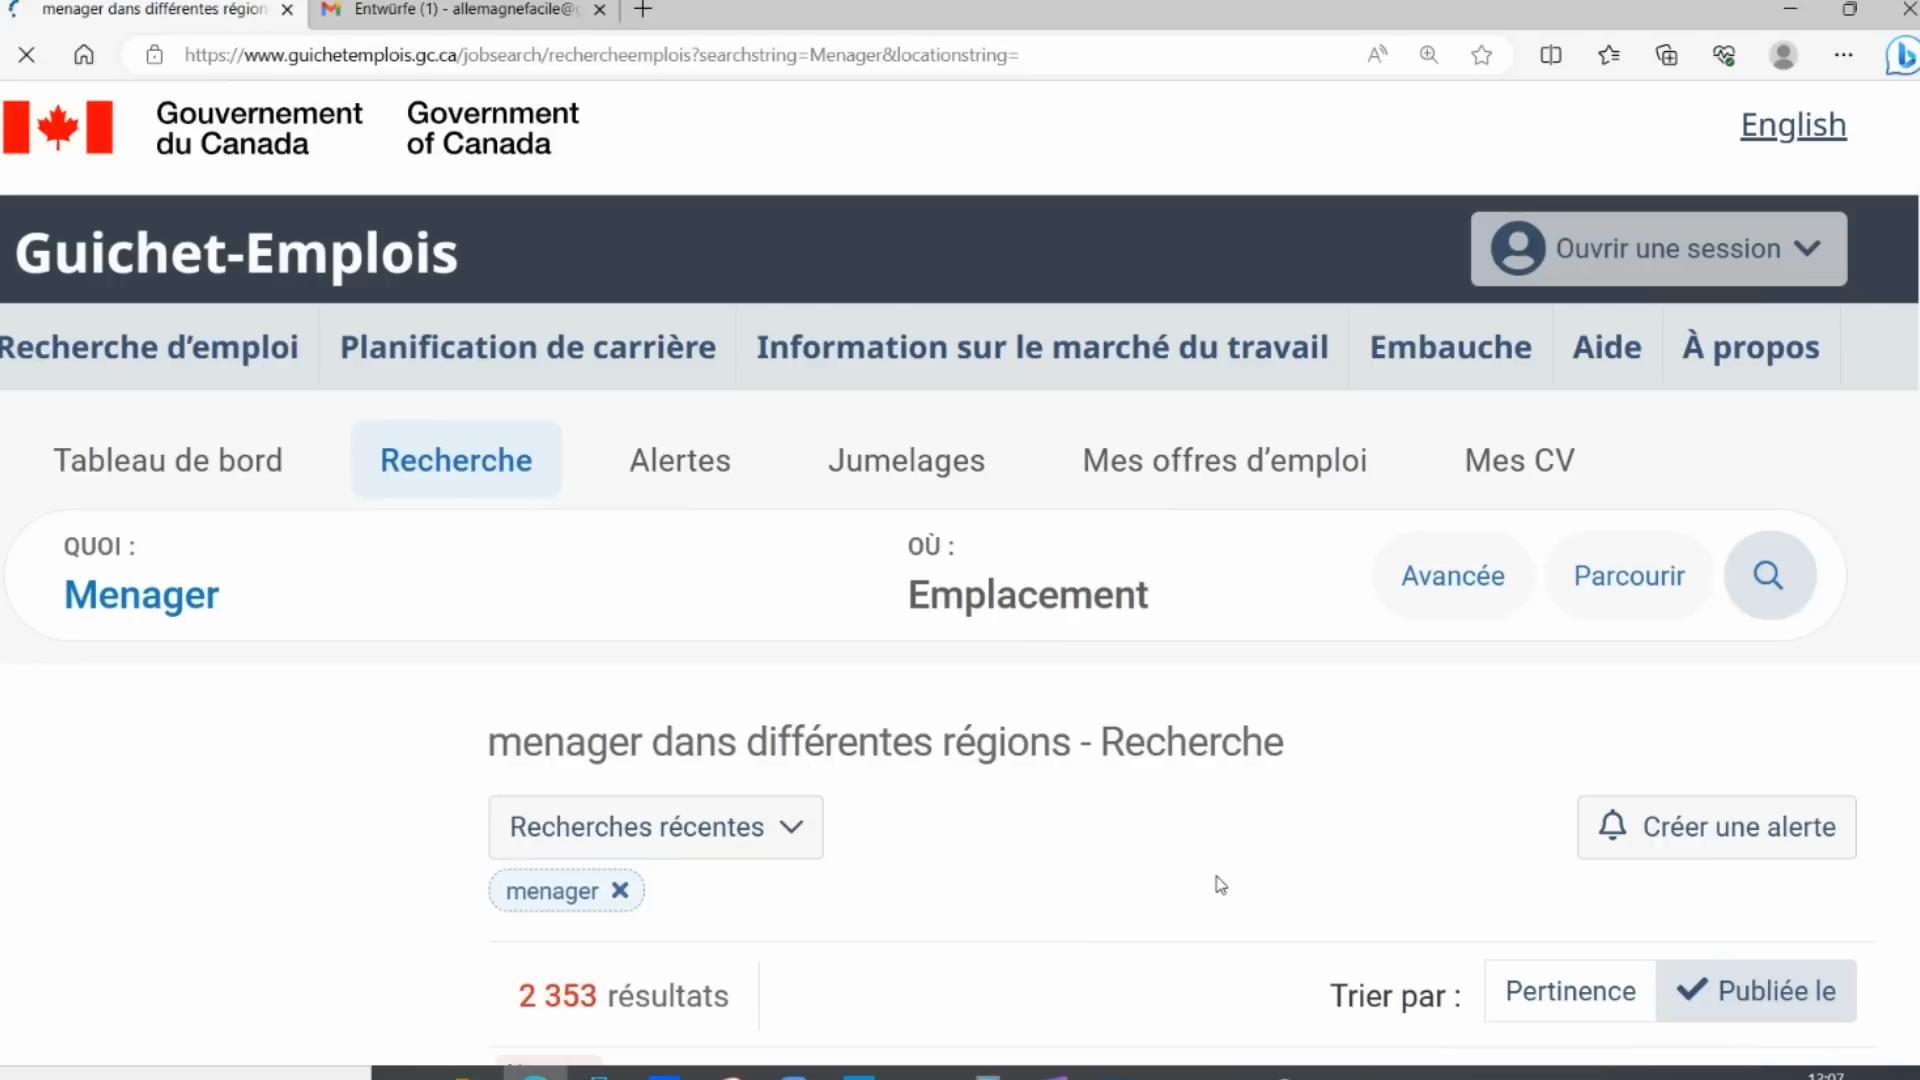 menager dans différentes région
Entwürfe (1) - allemagnefacile@
https://www.guichetemplois.gc.ca/jobsearch/rechercheemplois?searchstring=Menager&locationstring=
Gouvernement du Canada
Government of Canada
English
Guichet-Emplois
Ouvrir une session
Recherche d’emploi
Planification de carrière
Information sur le marché du travail
Embauche
Aide
À propos
Tableau de bord
Recherche
Alertes
Jumelages
Mes offres d’emploi
Mes CV
QUOI :
Menager
OÙ :
Emplacement
Avancée
Parcourir
menager dans différentes régions - Recherche
Recherches récentes
Créer une alerte
menager
2 353 résultats
Trier par :
Pertinence
Publiée le